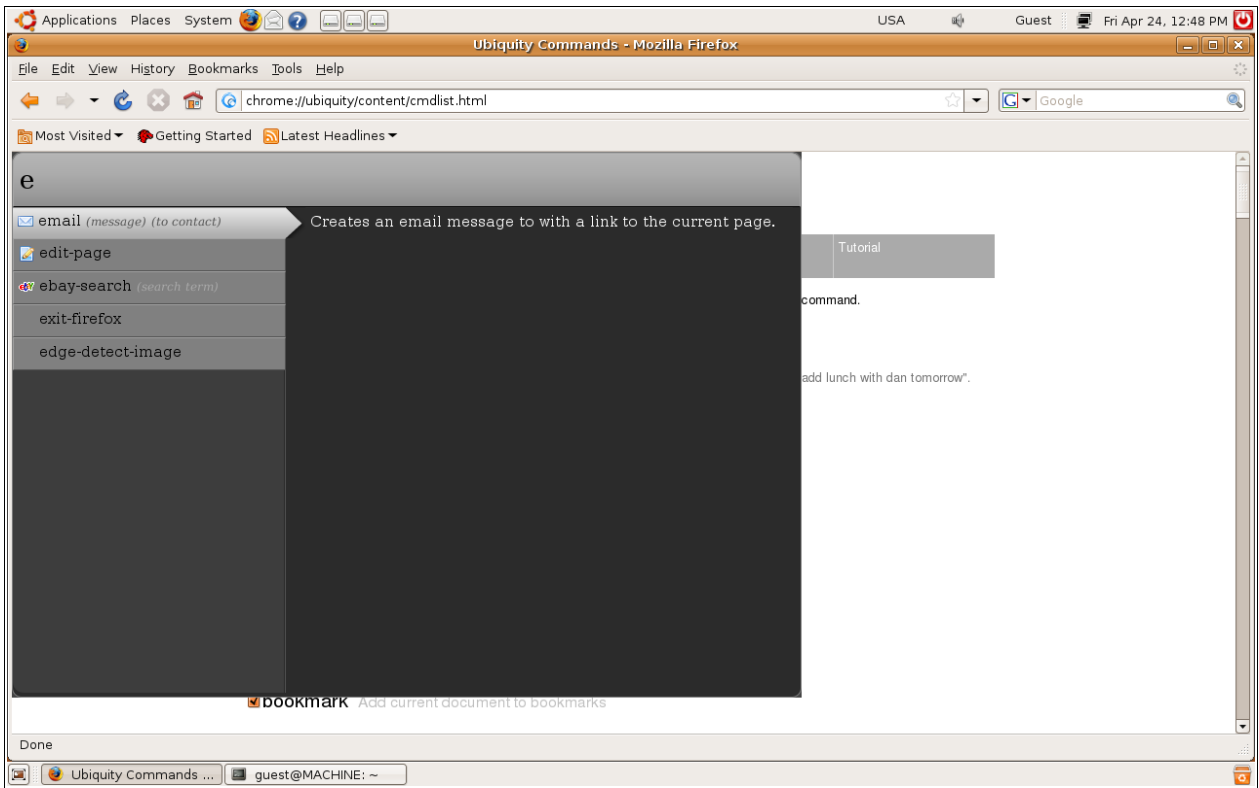 Applications Places System USA Guest Fri Apr 24, 12:48 PM
Ubiquity Commands - Mozilla Firefox
File Edit View History Bookmarks Tools Help
chrome://ubiquity/content/cmdlist.html G Google
Most Visited Getting Started Latest Headlines
e
email (message) (to contact) Creates an email message to with a link to the current page.
edit-page Tutorial
ebay-search (search term)
command.
exit-firefox
edge-detect-image
add lunch with dan tomorrow".
bookmark Add current document to bookmarks
Done
Ubiquity Commands ... guest@MACHINE: ~